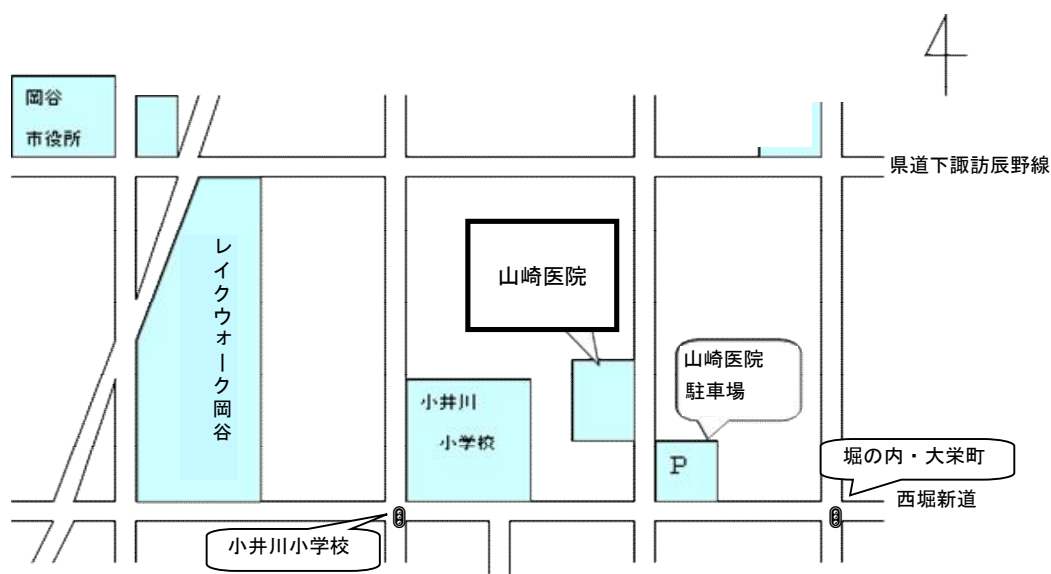 岡谷
市役所
県道下諏訪辰野線
レイクウォーク岡谷
山崎医院
山崎医院
駐車場
小井川
小学校
P
堀の内・大栄町
西堀新道
小井川小学校